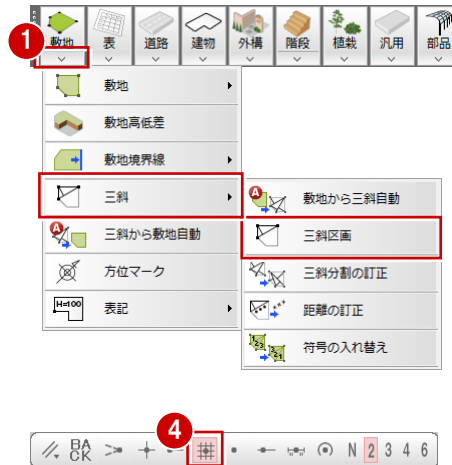 1
敷地 表 道路 建物 外構 階段 植栽 汎用 部品
敷地
敷地高低差
敷地境界線
三斜
三斜から敷地自動
方位マーク
H=100 表記
A 敷地から三斜自動
三斜区画
三斜分割の訂正
距離の訂正
符号の入れ替え
4
BA
CK
N 2 3 4 6